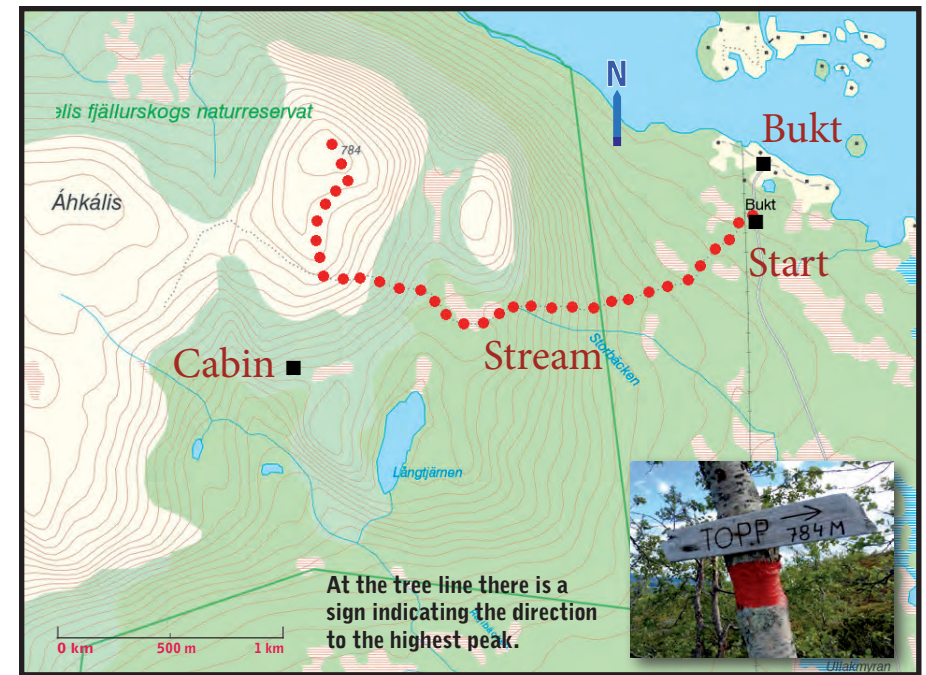 N
Bukt
elis fjällurskogs naturreservat
784
Áhkális
Bukt
Start
Cabin
Stream
Storbäcken
Långtjärnen
TOPP →
784 M
At the tree line there is a
sign indicating the direction
to the highest peak.
0 km 500 m 1 km
Ullakmyran